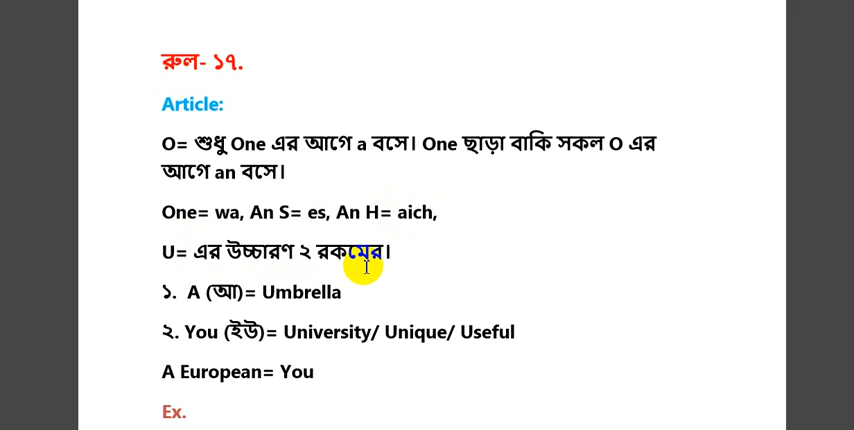 রুল- ১৭.
Article:
O= শুধু One এর আগে a বসে। One ছাড়া বাকি সকল O এর
আগে an বসে।
One= wa, An S= es, An H= aich,
U= এর উচ্চারণ ২ রকমের।
১. A (আ)= Umbrella
২. You (ইউ)= University/ Unique/ Useful
A European= You
Ex.